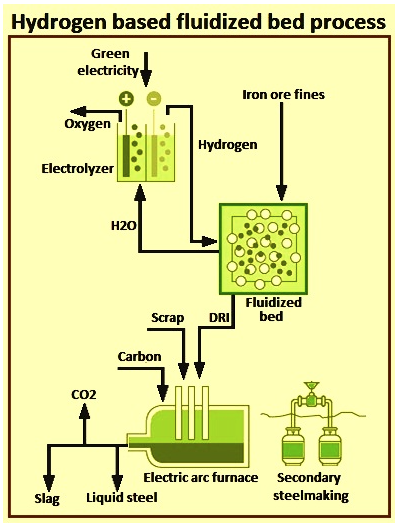 Hydrogen based fluidized bed process
Green
electricity
+
−
Oxygen
Iron ore fines
Hydrogen
Electrolyzer
H2O
Fluidized
bed
Scrap
DRI
Carbon
CO2
Electric arc furnace
Secondary
steelmaking
Slag
Liquid steel